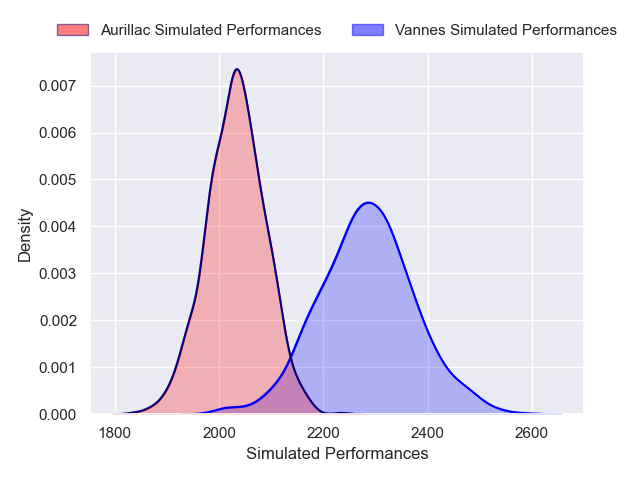 Aurillac Simulated Performances Vannes Simulated Performances
0.007
0.006
0.005
0.004
0.003
0.002
0.001
0.000
Density
1800 2000 2200 2400 2600
Simulated Performances